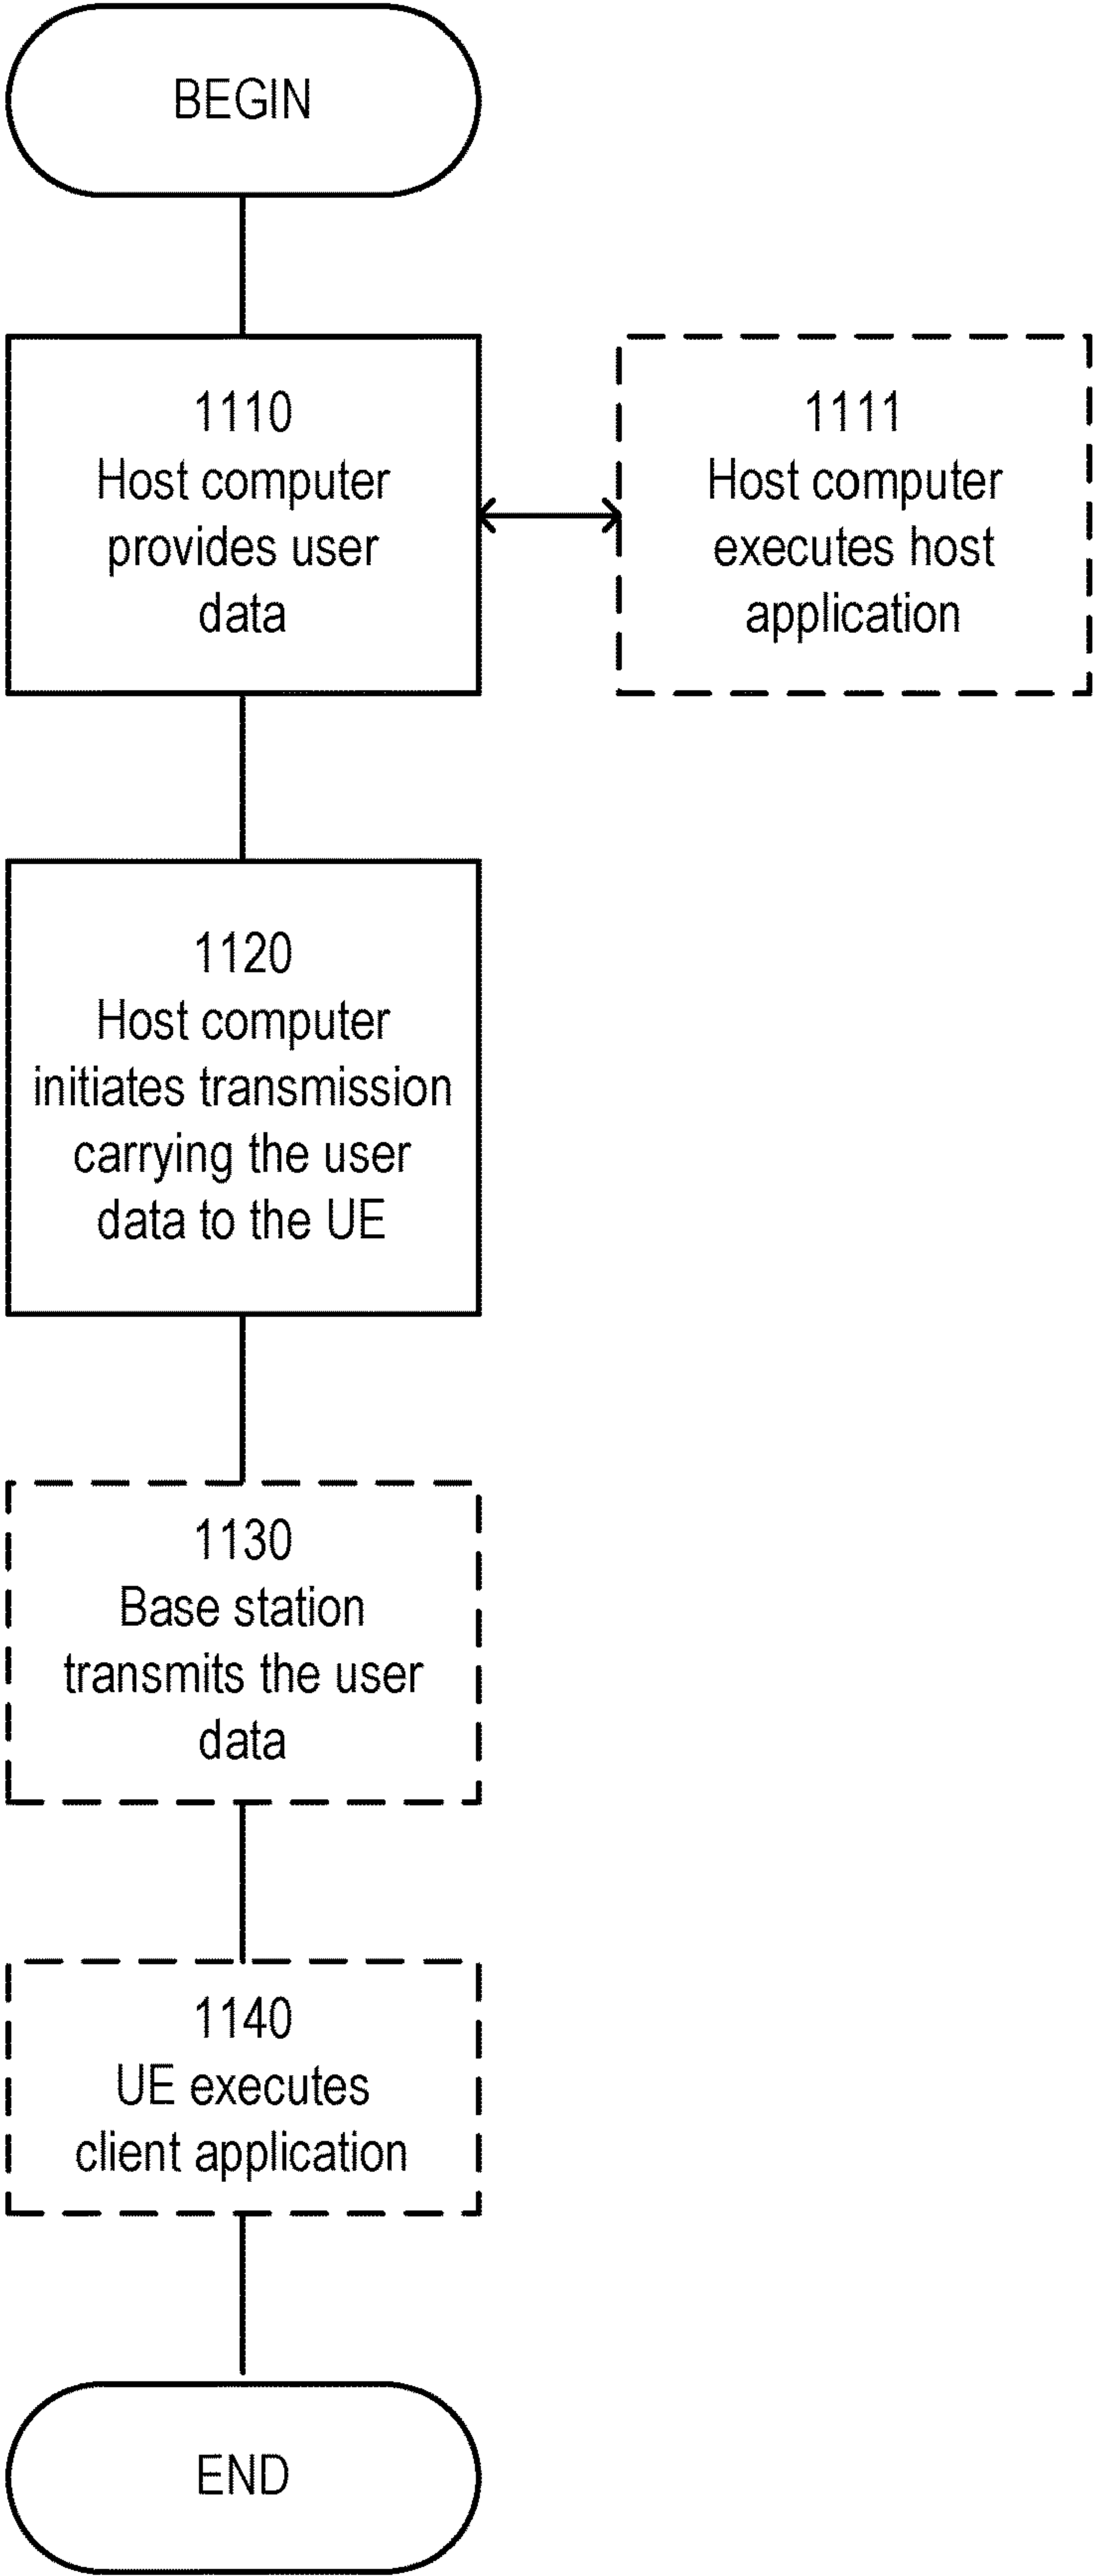 BEGIN
1110
Host computer
provides user
data
1111
Host computer
executes host
application
1120
Host computer
initiates transmission
carrying the user
data to the UE
1130
Base station
transmits the user
data
1140
UE executes
client application
END